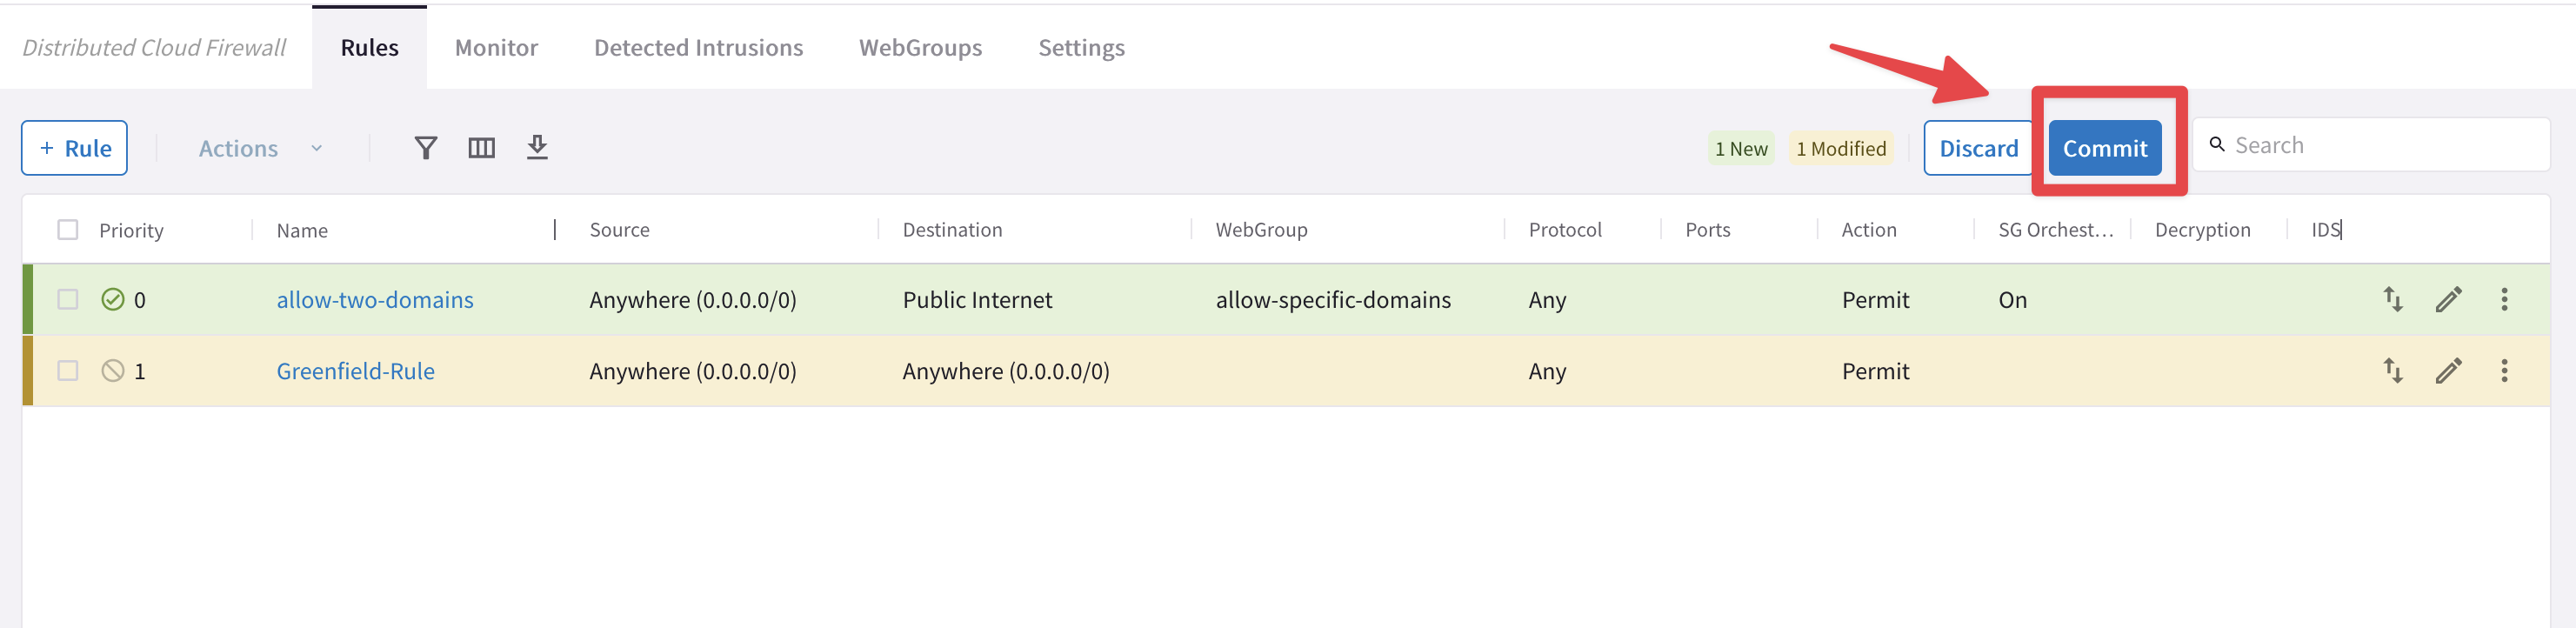 Distributed Cloud Firewall Rules Monitor Detected Intrusions WebGroups Settings
+ Rule Actions 1 New 1 Modified Discard Commit Search
Priority Name Source Destination WebGroup Protocol Ports Action SG Orchest... Decryption IDS
0 allow-two-domains Anywhere (0.0.0.0/0) Public Internet allow-specific-domains Any Permit On
1 Greenfield-Rule Anywhere (0.0.0.0/0) Anywhere (0.0.0.0/0) Any Permit